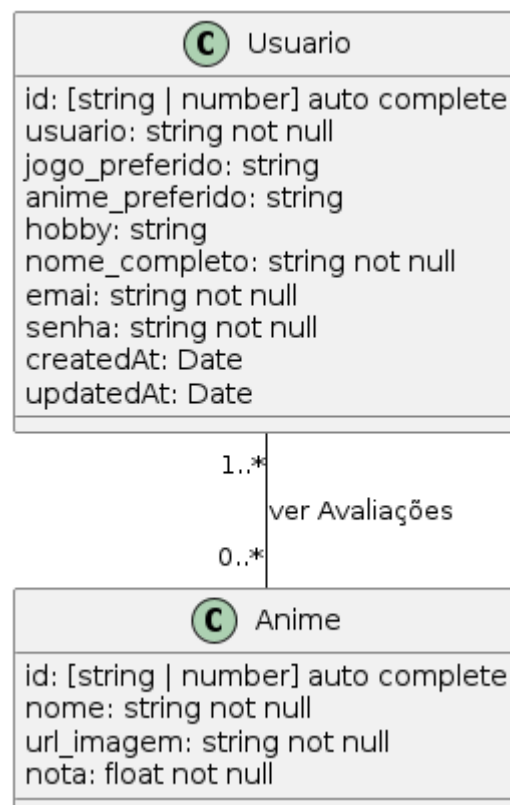 C Usuario
id: [string | number] auto complete
usuario: string not null
jogo_preferido: string
anime_preferido: string
hobby: string
nome_completo: string not null
emai: string not null
senha: string not null
createdAt: Date
updatedAt: Date
1..*
ver Avaliações
0..*
C Anime
id: [string | number] auto complete
nome: string not null
url_imagem: string not null
nota: float not null